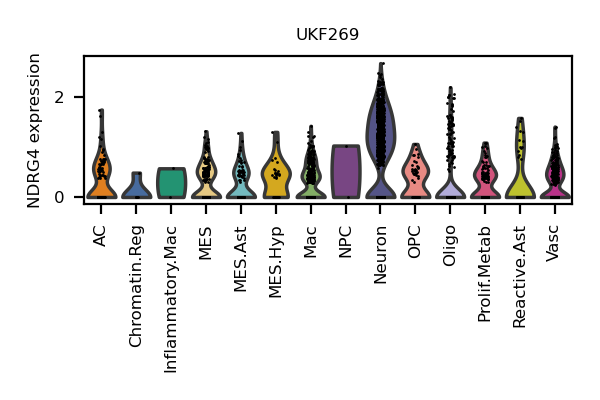 UKF269
NDRG4 expression
2
0
AC
Chromatin.Reg
Inflammatory.Mac
MES
MES.Ast
MES.Hyp
Mac
NPC
Neuron
OPC
Oligo
Prolif.Metab
Reactive.Ast
Vasc